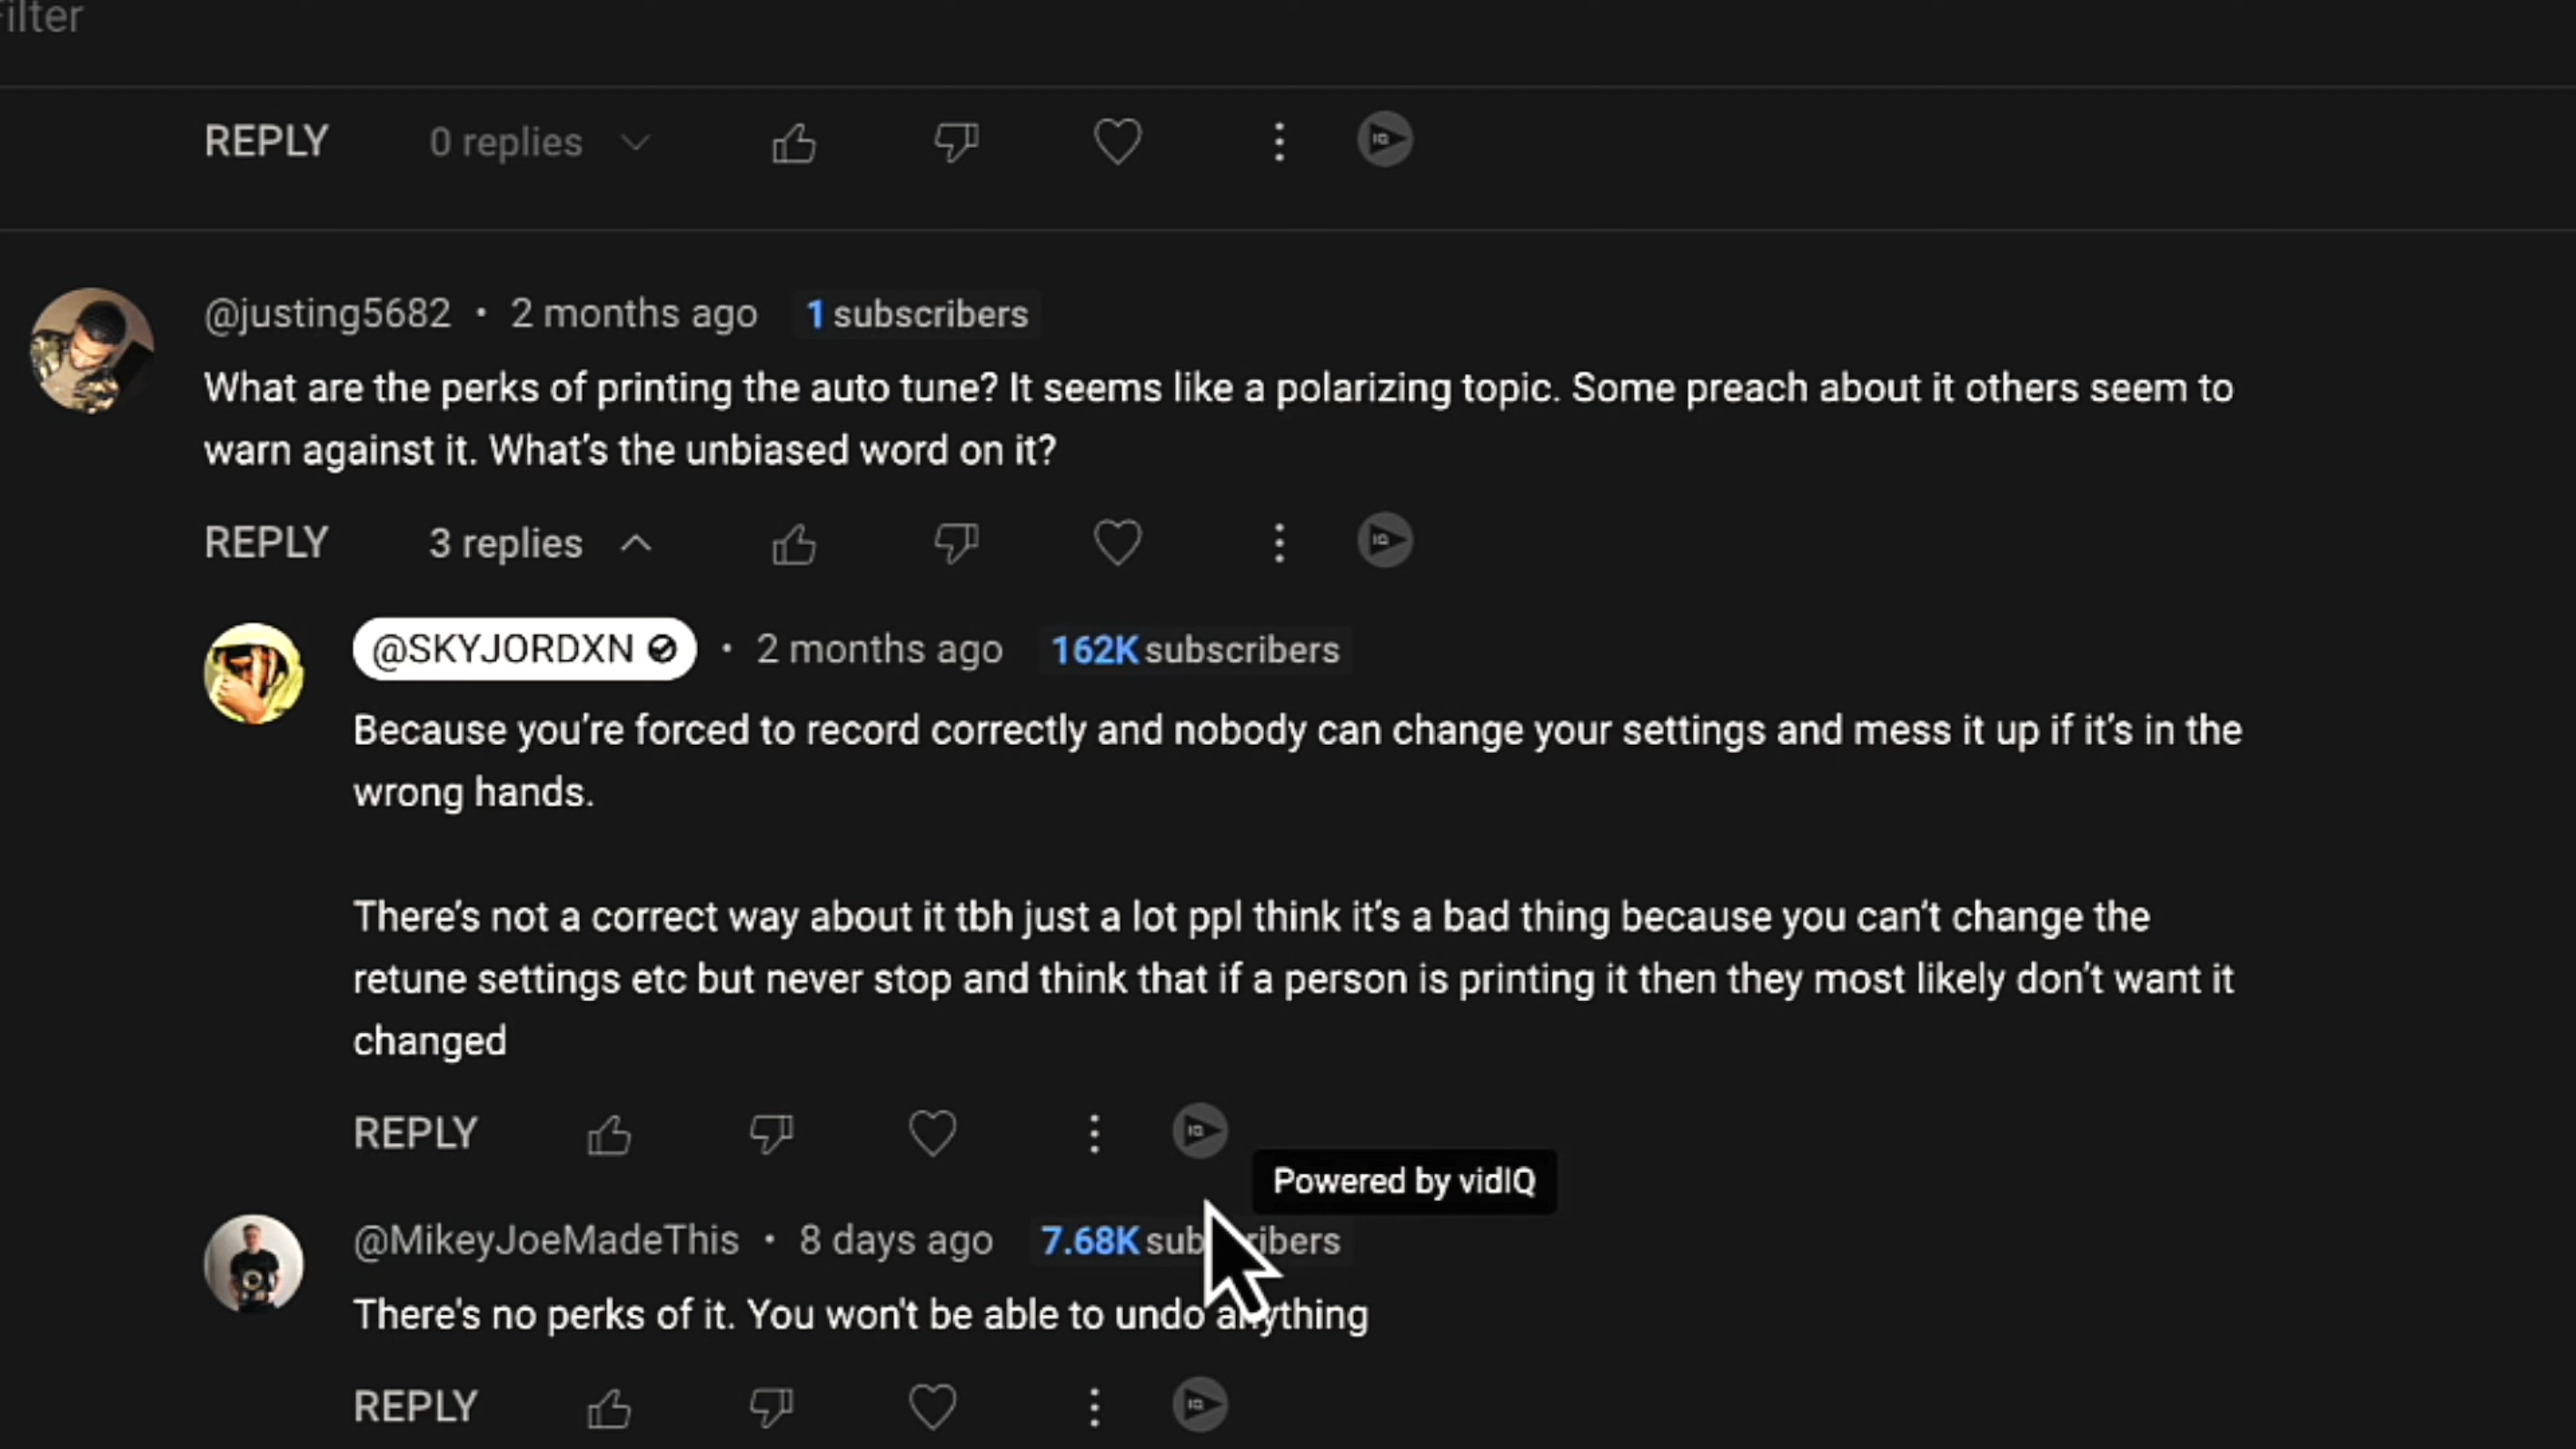 Filter
REPLY 0 replies
@justing5682 • 2 months ago 1 subscribers
What are the perks of printing the auto tune? It seems like a polarizing topic. Some preach about it others seem to
warn against it. What's the unbiased word on it?
REPLY 3 replies
@SKYJORDXN • 2 months ago 162K subscribers
Because you're forced to record correctly and nobody can change your settings and mess it up if it's in the
wrong hands.
There's not a correct way about it tbh just a lot ppl think it's a bad thing because you can't change the
retune settings etc but never stop and think that if a person is printing it then they most likely don't want it
changed
REPLY
Powered by vidIQ
@MikeyJoeMadeThis • 8 days ago 7.68K subscribers
There's no perks of it. You won't be able to undo anything
REPLY